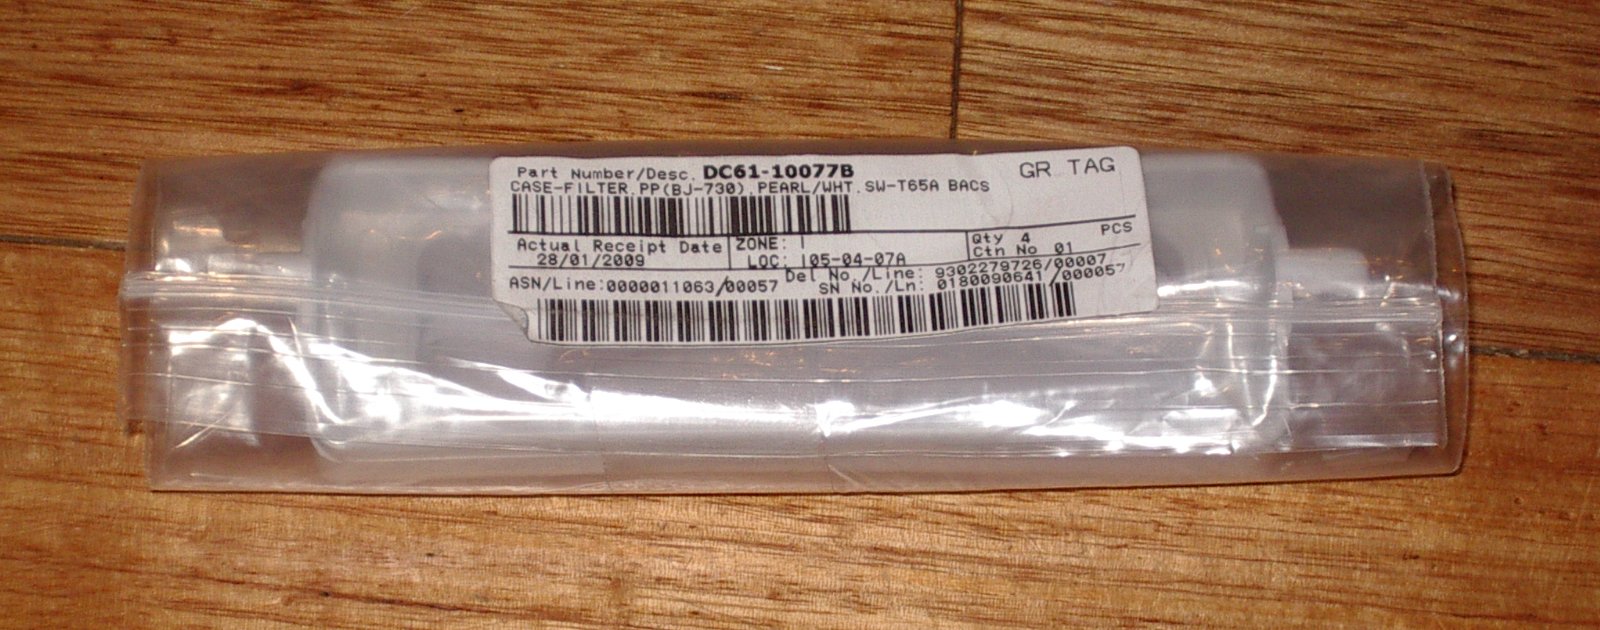 Part Number/Desc. DC61-10077B GR TAG
CASE-FILTER,PP(BJ-730),PEARL/WHT,SW-T65A BACS
Actual Receipt Date ZONE: I Qty 4 PCS
28/01/2009 LOC: I05-04-07A Ctn No 01
Del No./Line: 9302279726/00007
ASN/Line:0000011063/00057 SN No./Ln: 0180090641/000057